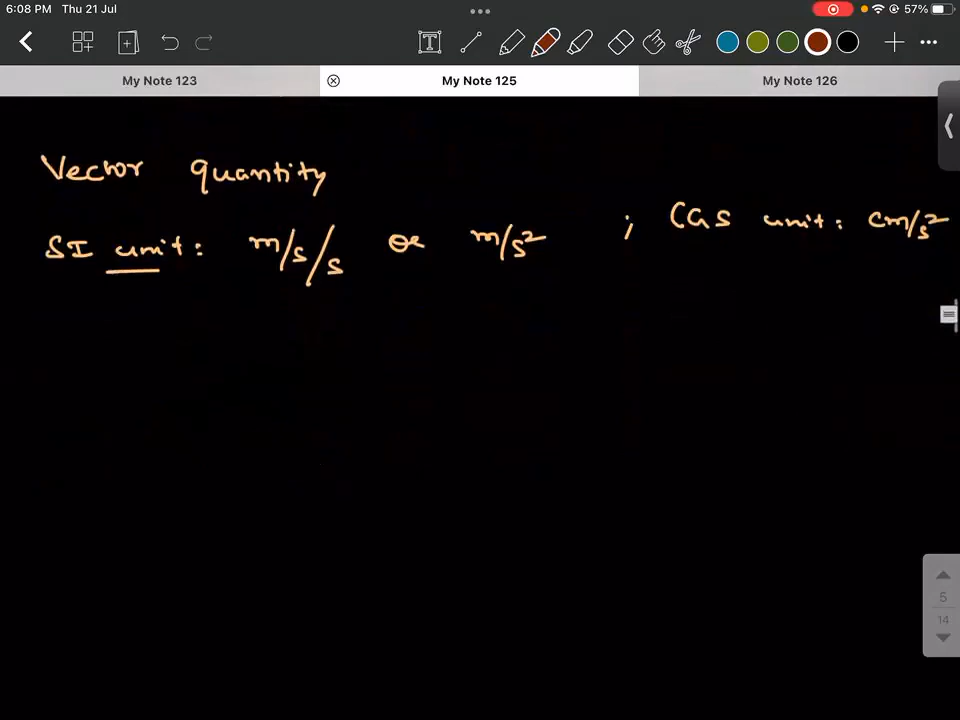 6:08 PM Thu 21 Jul
57%
My Note 123
My Note 125
My Note 126
Vector quantity
SI unit: m/s/s or m/s² ; CGS unit: cm/s²
5
14